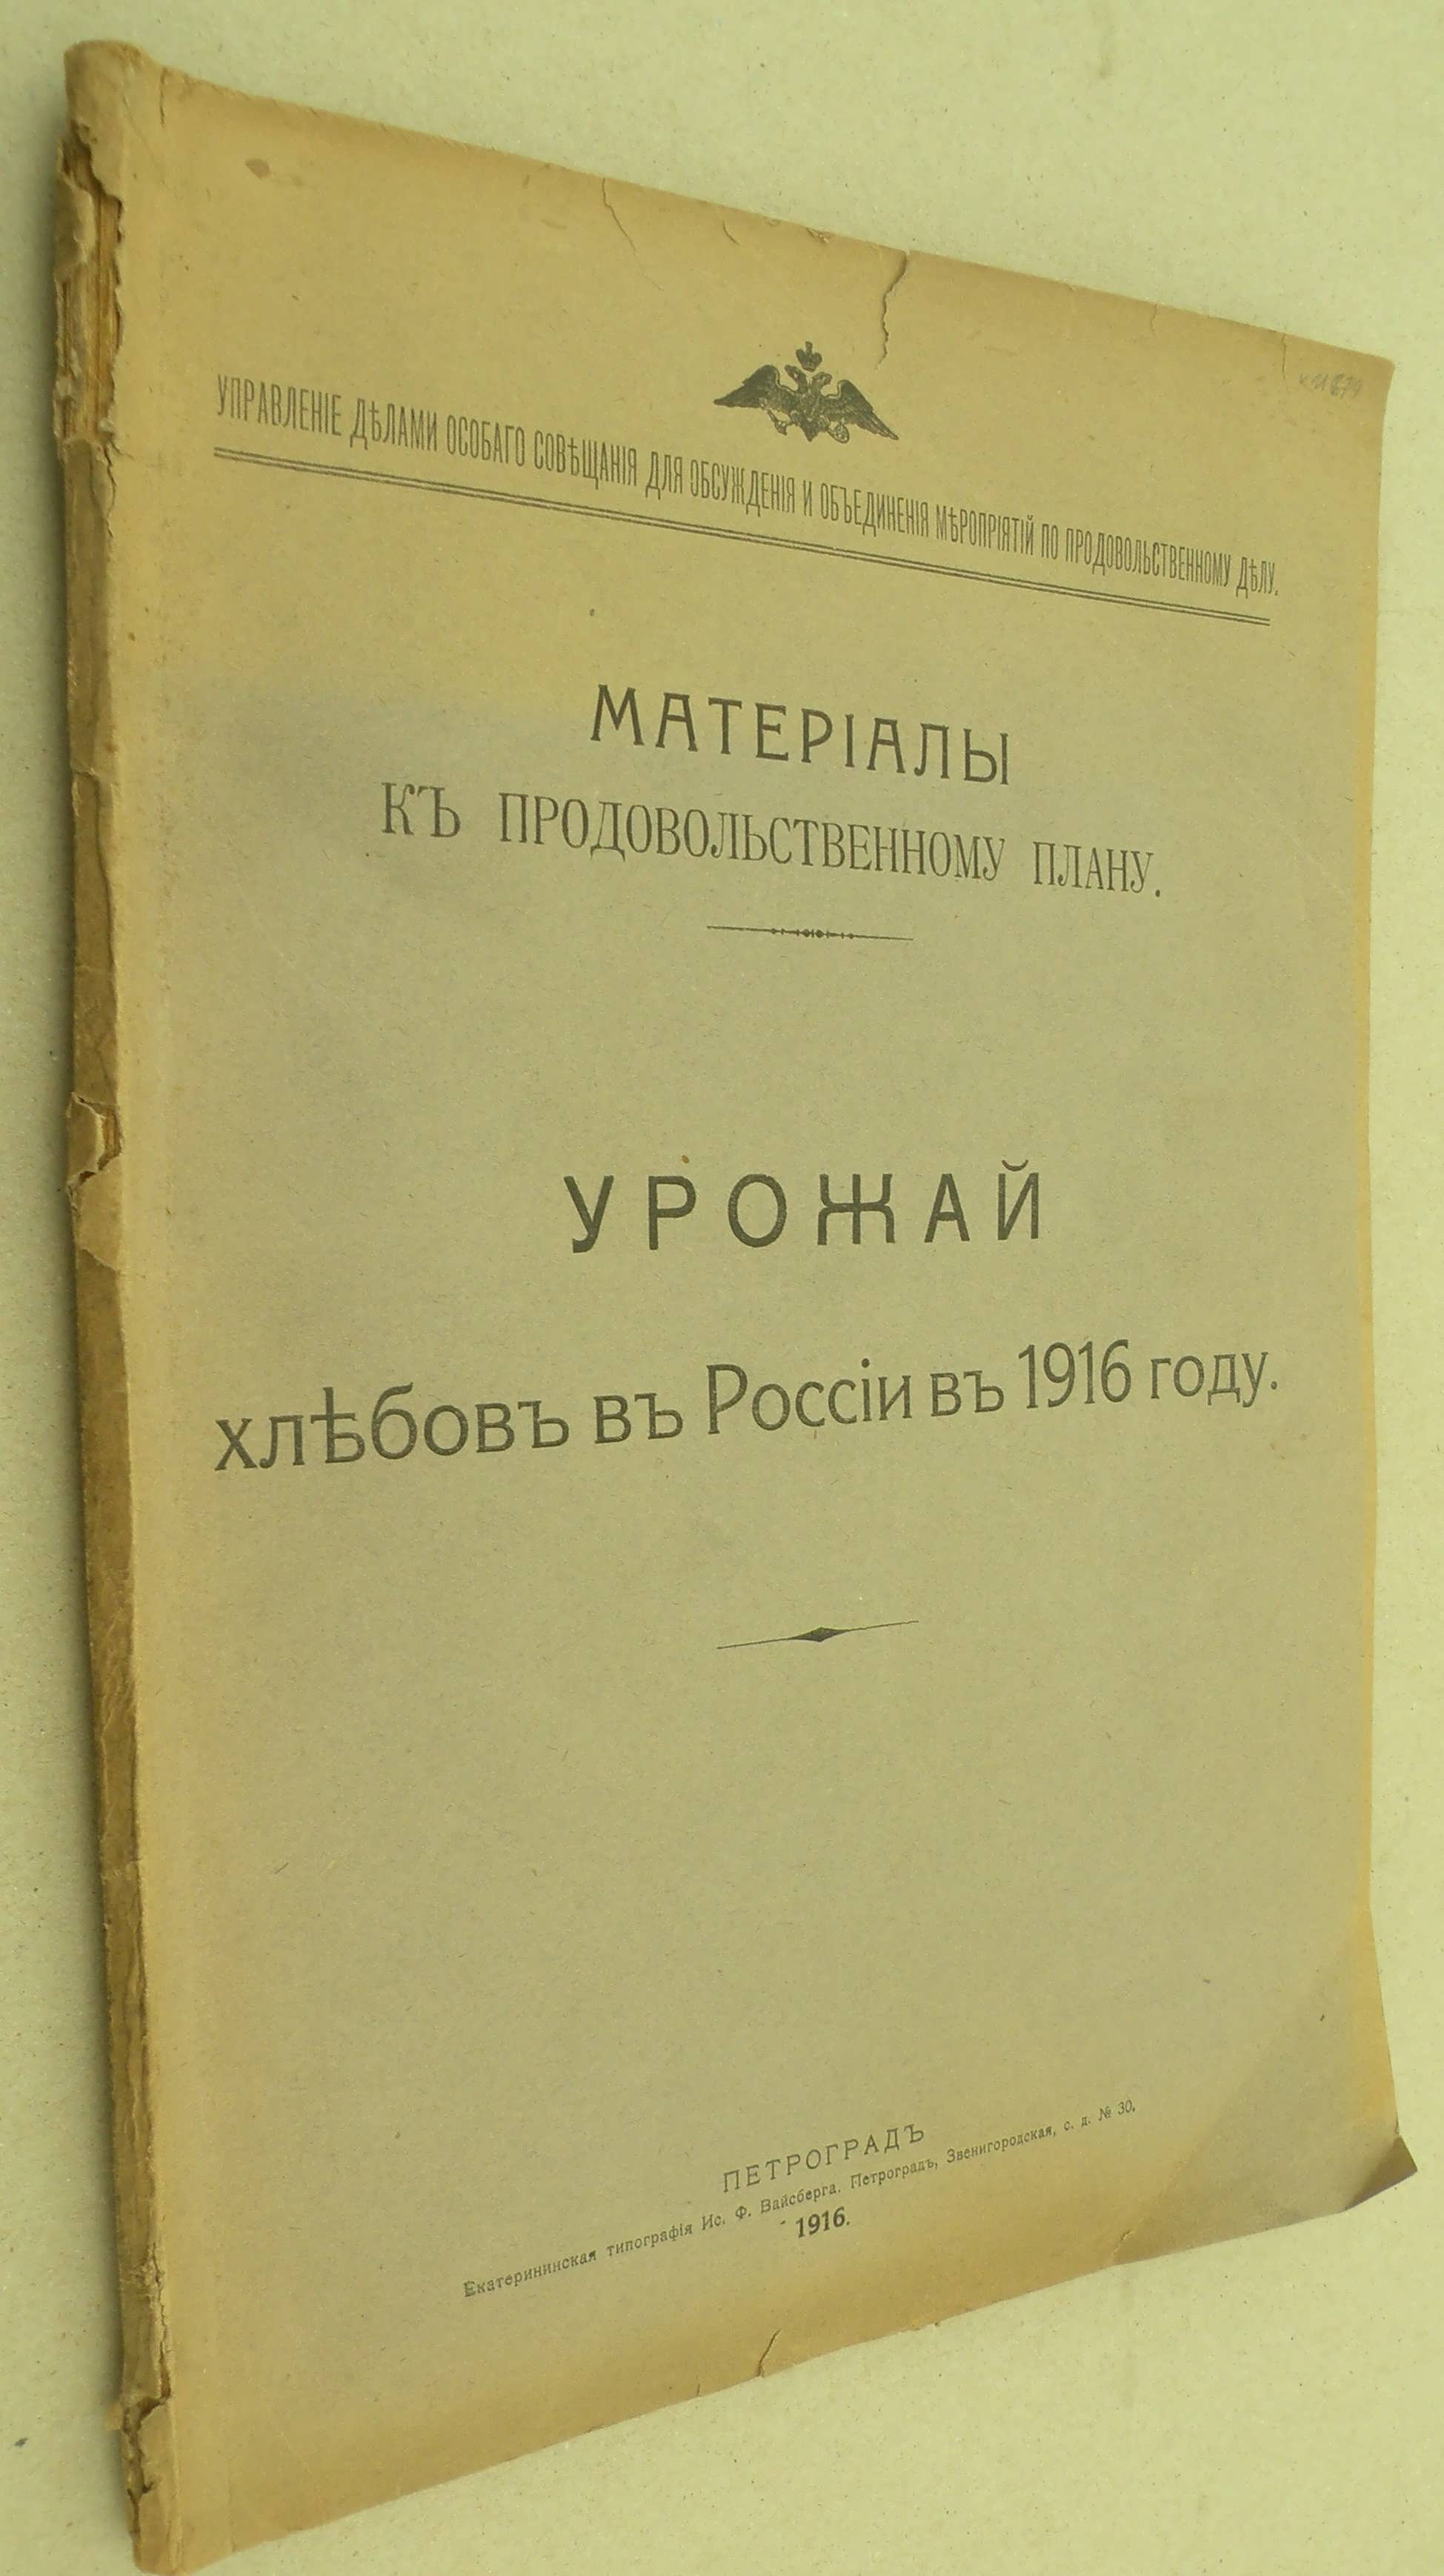 УПРАВЛЕНІЕ ДѢЛАМИ ОСОБАГО СОВѢЩАНІЯ ДЛЯ ОБСУЖДЕНІЯ И ОБЪЕДИНЕНІЯ МѢРОПРІЯТІЙ ПО ПРОДОВОЛЬСТВЕННОМУ ДѢЛУ.
МАТЕРІАЛЫ
КЪ ПРОДОВОЛЬСТВЕННОМУ ПЛАНУ.
УРОЖАЙ
хлѣбовъ въ Россіи въ 1916 году.
ПЕТРОГРАДЪ
Екатерининская типографія Ис. Ф. Вайсберга. Петроградъ, Звенигородская, с. д. № 30.
1916.